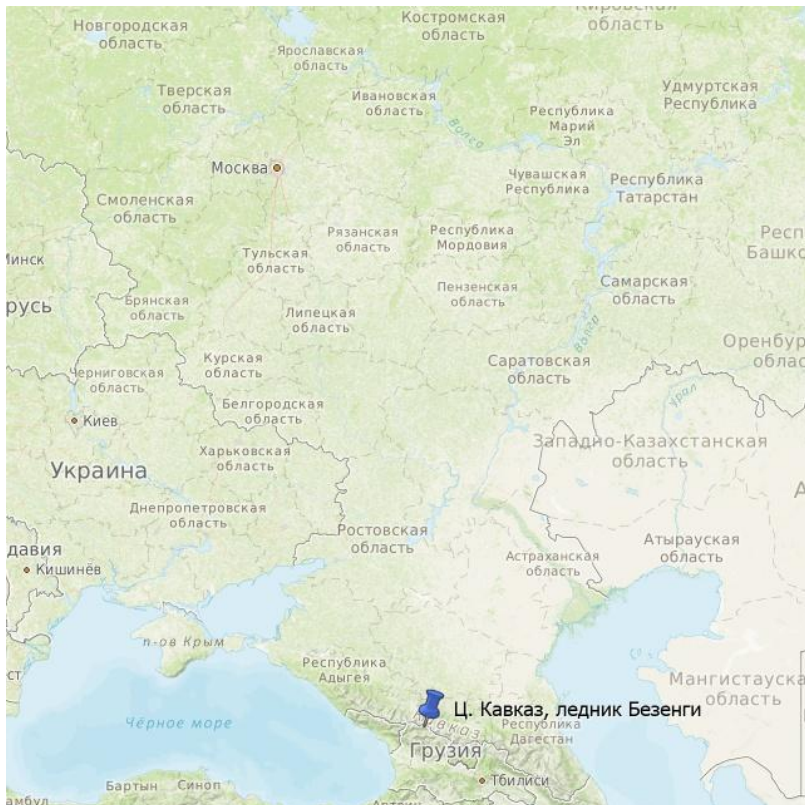 Новгородская
область
Костромская
область
Кировская
область
Ярославская
область
Тверская
область
Ивановская
область
Удмуртская
Республика
Республика
Марий
Эл
Волга
Москва
Чувашская
Республика
Республика
Татарстан
Смоленская
область
Рязанская
область
Республика
Мордовия
Тульская
область
Респ
Башко
Минск
русь
Брянская
область
Липецкая
область
Пензенская
область
Самарская
область
Волга
Оренбур
облас
Черниговская
область
Курская
область
Саратовская
область
Урал
Белгородская
область
Киев
Харьковская
область
Западно-Казахстанская
область
Украина
А
Днепропетровская
область
Ростовская
область
Атырауская
область
давия
Кишинёв
Астраханская
область
п-ов Крым
Республика
Адыгея
Мангистауска
область
ст
Ц. Кавказ, ледник Безенги
Чёрное море
Кавказ
Республика
Дагестан
Грузия
Тбилиси
Бартын
Синоп
амбул